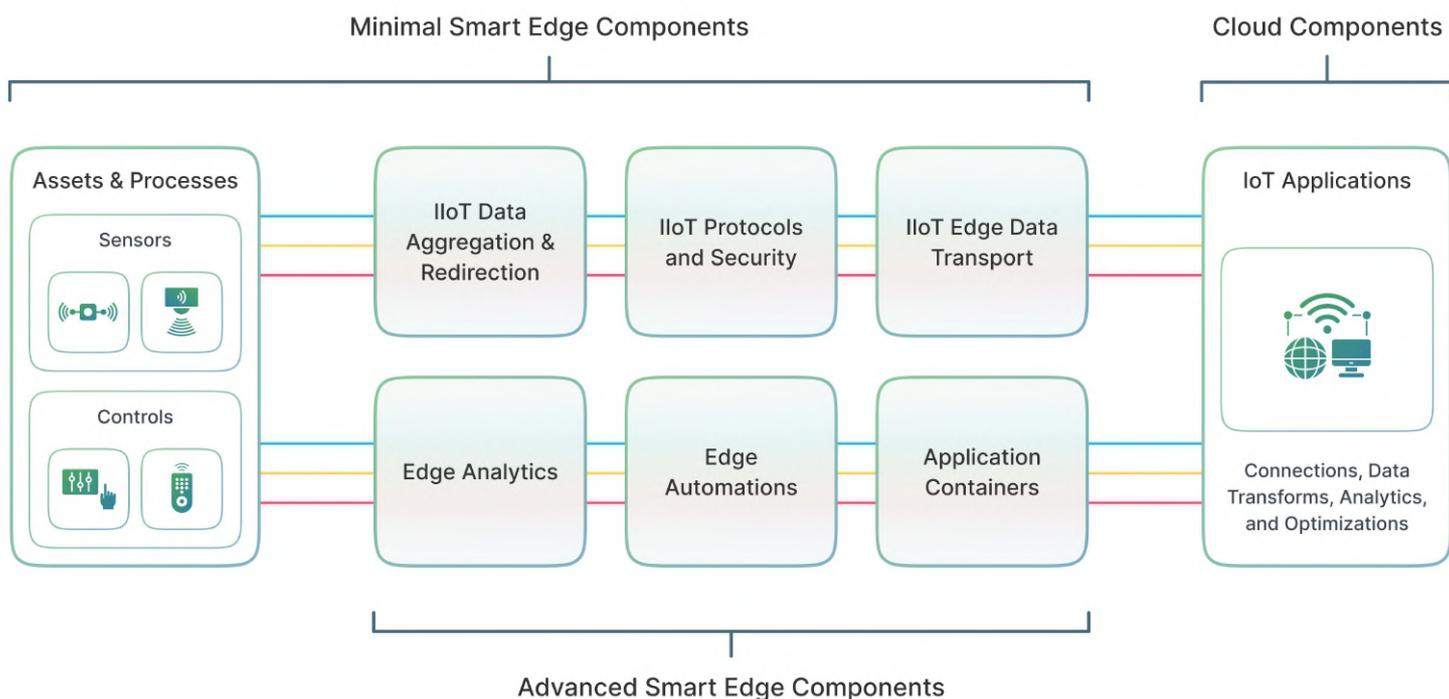 Minimal Smart Edge Components
Cloud Components
Assets & Processes
Sensors
Controls
IIoT Data
Aggregation &
Redirection
IIoT Protocols
and Security
IIoT Edge Data
Transport
Edge Analytics
Edge
Automations
Application
Containers
IoT Applications
Connections, Data
Transforms, Analytics,
and Optimizations
Advanced Smart Edge Components